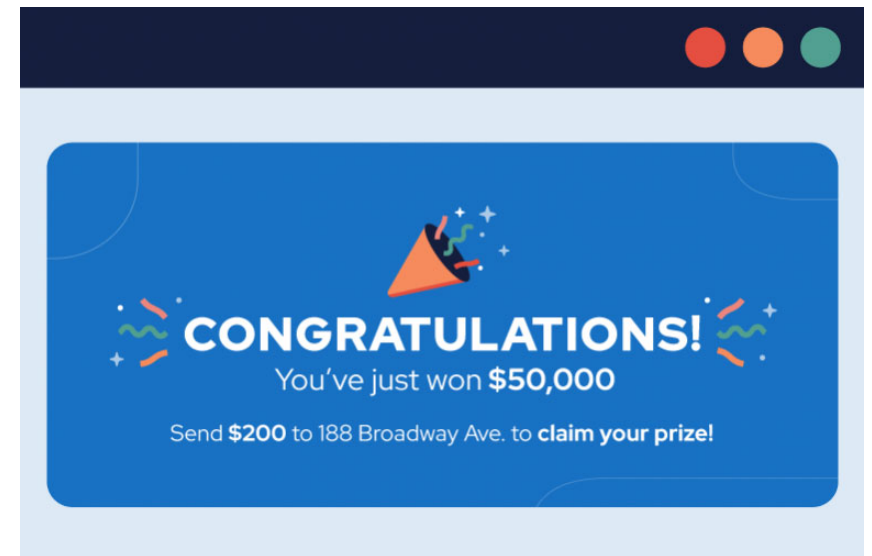 CONGRATULATIONS!
You've just won $50,000
Send $200 to 188 Broadway Ave. to claim your prize!